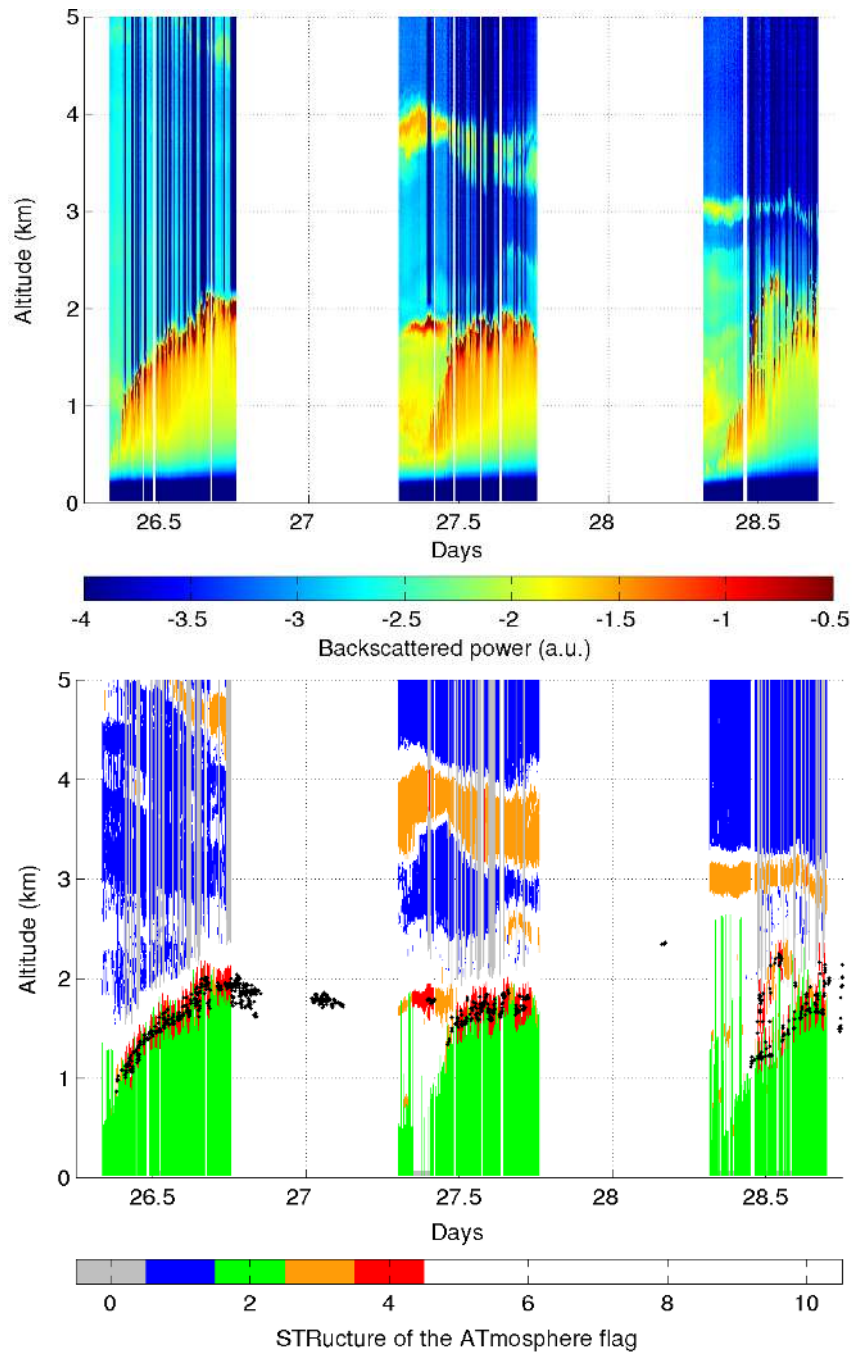 5
4
3
2
1
0
Altitude (km)
26.5 27 27.5 28 28.5
Days
-4 -3.5 -3 -2.5 -2 -1.5 -1 -0.5
Backscattered power (a.u.)
5
4
3
2
1
0
Altitude (km)
26.5 27 27.5 28 28.5
Days
0 2 4 6 8 10
STRucture of the ATmosphere flag